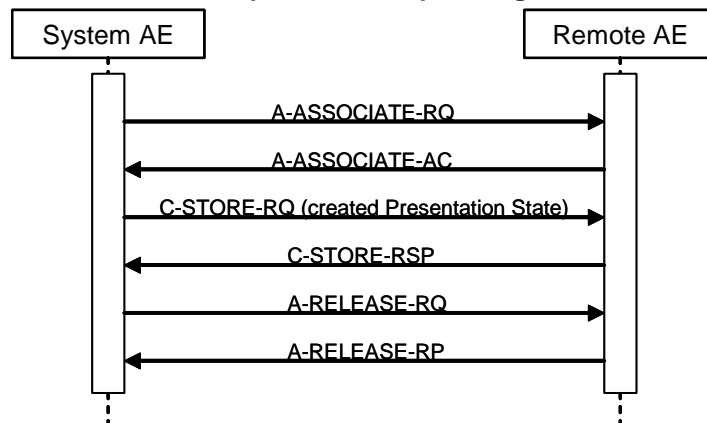 System AE
Remote AE
A-ASSOCIATE-RQ
A-ASSOCIATE-AC
C-STORE-RQ (created Presentation State)
C-STORE-RSP
A-RELEASE-RQ
A-RELEASE-RP